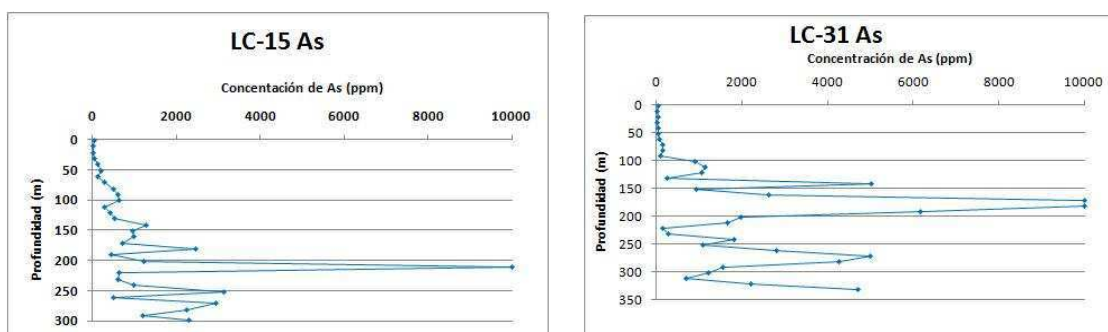 LC-15 As
Concentación de As (ppm)
0 2000 4000 6000 8000 10000
Profundidad (m)
0
50
100
150
200
250
300
LC-31 As
Concentración de As (ppm)
0 2000 4000 6000 8000 10000
Profundidad (m)
0
50
100
150
200
250
300
350